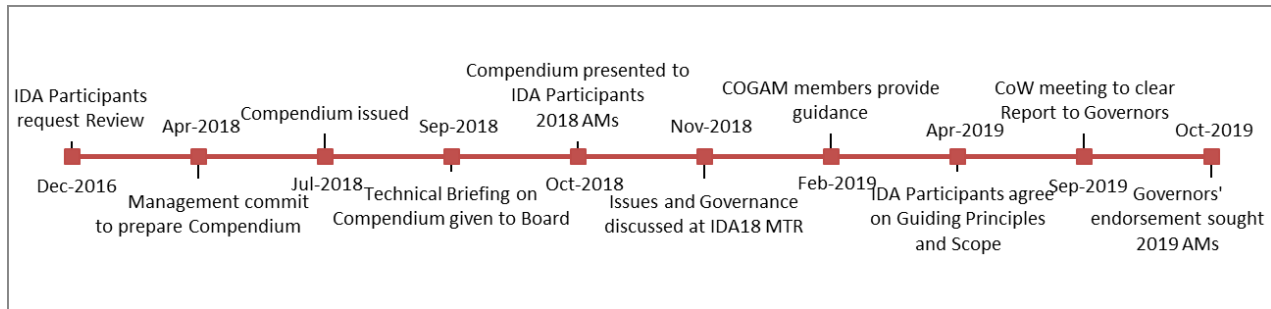 IDA Participants
request Review
Dec-2016
Apr-2018
Management commit
to prepare Compendium
Compendium issued
Jul-2018
Sep-2018
Technical Briefing on
Compendium given to Board
Compendium presented to
IDA Participants
2018 AMs
Oct-2018
Nov-2018
Issues and Governance
discussed at IDA18 MTR
COGAM members provide
guidance
Feb-2019
Apr-2019
IDA Participants agree
on Guiding Principles
and Scope
CoW meeting to clear
Report to Governors
Sep-2019
Oct-2019
Governors'
endorsement sought
2019 AMs